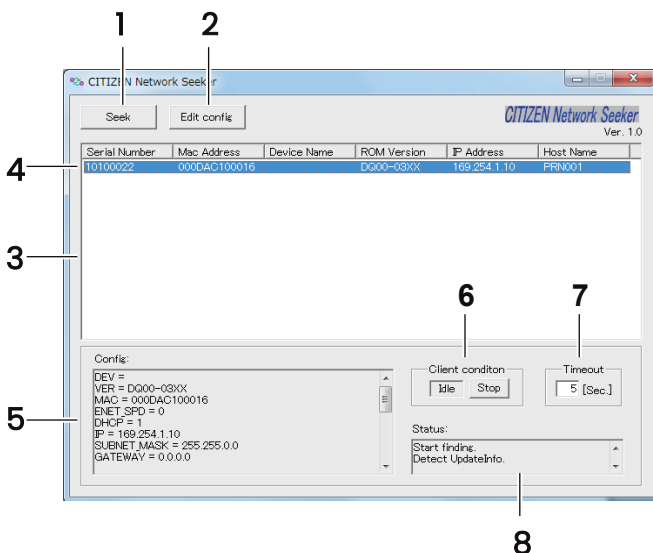 1 2
CITIZEN Network Seeker
Seek Edit config CITIZEN Network Seeker
Ver. 1.0
Serial Number Mac Address Device Name ROM Version IP Address Host Name
4 10100022 000DAC100016 DQ00-03XX 169.254.1.10 PRN001
3
6 7
Config:
Client conditon Timeout
DEV =
VER = DQ00-03XX
Idle Stop 5 [Sec.]
MAC = 000DAC100016
ENET_SPD = 0
DHCP = 1
5
IP = 169.254.1.10
SUBNET_MASK = 255.255.0.0
GATEWAY = 0.0.0.0
Status:
Start finding.
Detect UpdateInfo.
8